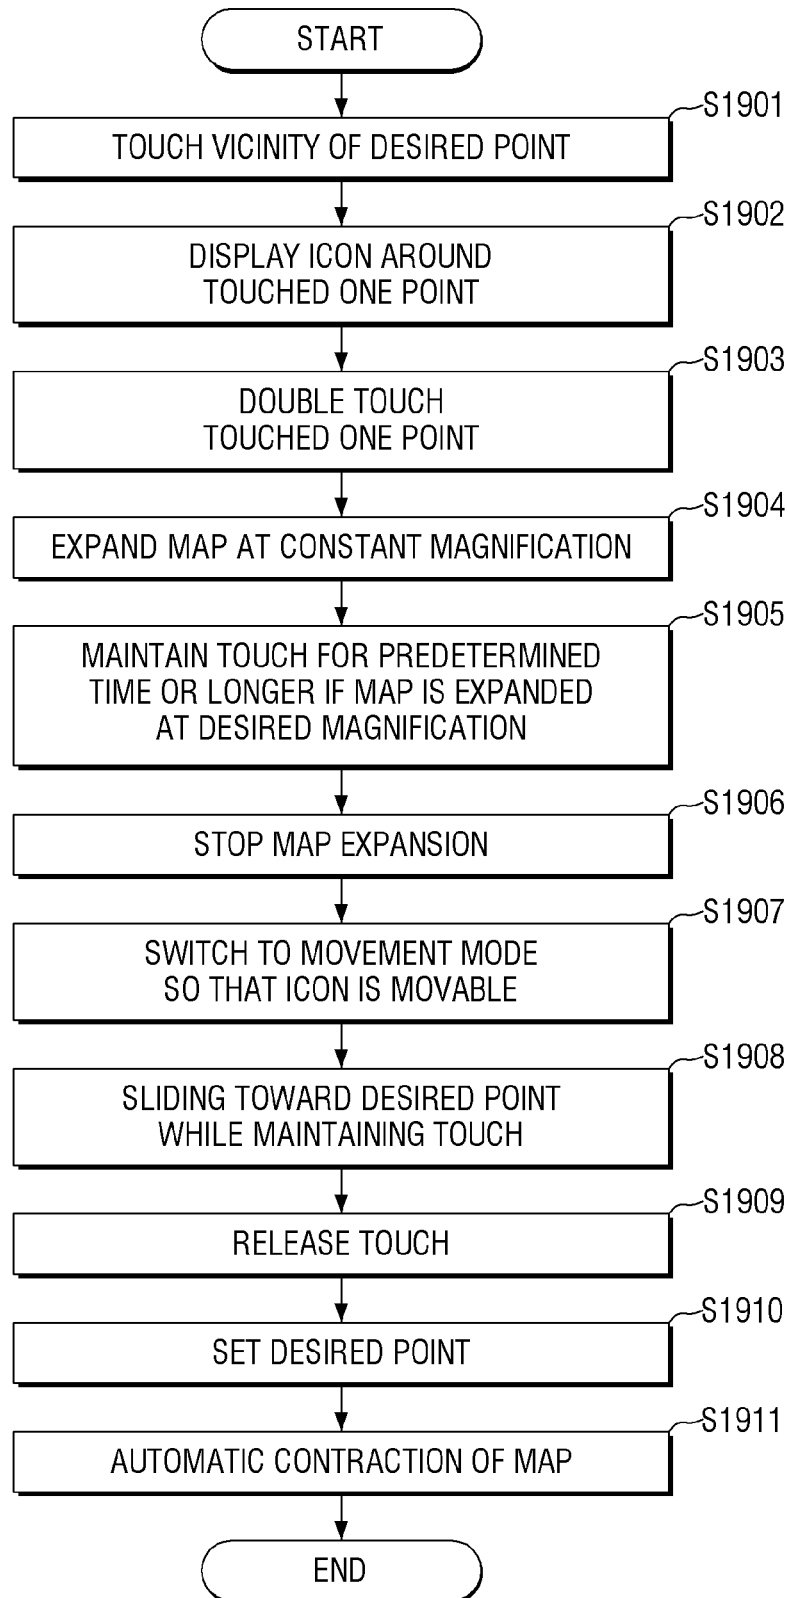 START
S1901
TOUCH VICINITY OF DESIRED POINT
S1902
DISPLAY ICON AROUND
TOUCHED ONE POINT
S1903
DOUBLE TOUCH
TOUCHED ONE POINT
S1904
EXPAND MAP AT CONSTANT MAGNIFICATION
S1905
MAINTAIN TOUCH FOR PREDETERMINED
TIME OR LONGER IF MAP IS EXPANDED
AT DESIRED MAGNIFICATION
S1906
STOP MAP EXPANSION
S1907
SWITCH TO MOVEMENT MODE
SO THAT ICON IS MOVABLE
S1908
SLIDING TOWARD DESIRED POINT
WHILE MAINTAINING TOUCH
S1909
RELEASE TOUCH
S1910
SET DESIRED POINT
S1911
AUTOMATIC CONTRACTION OF MAP
END